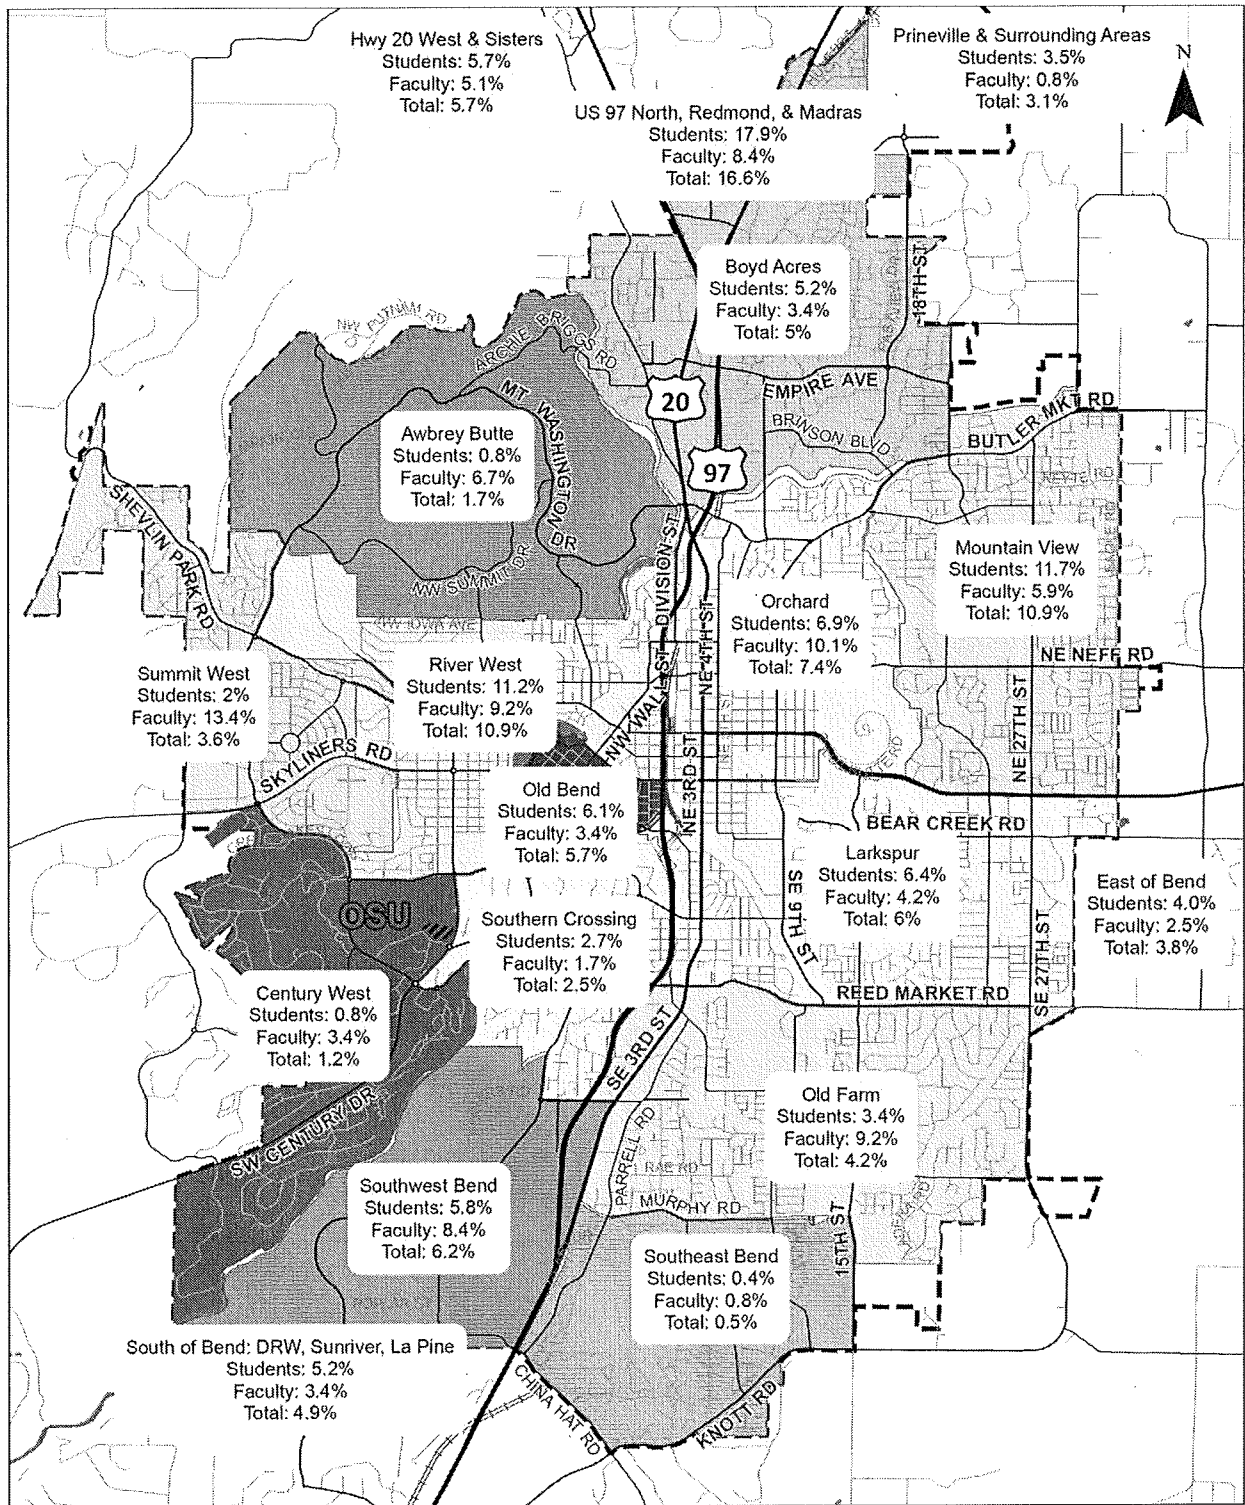 Hwy 20 West & Sisters
Students: 5.7%
Faculty: 5.1%
Total: 5.7%
Prineville & Surrounding Areas
Students: 3.5%
Faculty: 0.8%
Total: 3.1%
N
US 97 North, Redmond, & Madras
Students: 17.9%
Faculty: 8.4%
Total: 16.6%
Boyd Acres
Students: 5.2%
Faculty: 3.4%
Total: 5%
18TH ST
NW
PUTNAM RD
ARCHIE BRIGGS RD
MT WASHINGTON DR
20
EMPIRE AVE
BRINSON BLVD
BUTLER MKT RD
97
Awbrey Butte
Students: 0.8%
Faculty: 6.7%
Total: 1.7%
SHEVLIN PARK RD
NW SUMMIT DR
DIVISION ST
Mountain View
Students: 11.7%
Faculty: 5.9%
Total: 10.9%
Orchard
Students: 6.9%
Faculty: 10.1%
Total: 7.4%
NE 4TH ST
NW IOWA AVE
NE NEFF RD
Summit West
Students: 2%
Faculty: 13.4%
Total: 3.6%
River West
Students: 11.2%
Faculty: 9.2%
Total: 10.9%
NW WALL ST
NE 27TH ST
SKYLINERS RD
NE 3RD ST
Old Bend
Students: 6.1%
Faculty: 3.4%
Total: 5.7%
BEAR CREEK RD
Larkspur
Students: 6.4%
Faculty: 4.2%
Total: 6%
SE 9TH ST
East of Bend
Students: 4.0%
Faculty: 2.5%
Total: 3.8%
OSU
Southern Crossing
Students: 2.7%
Faculty: 1.7%
Total: 2.5%
SE 27TH ST
REED MARKET RD
Century West
Students: 0.8%
Faculty: 3.4%
Total: 1.2%
SE 3RD ST
SW CENTURY DR
Old Farm
Students: 3.4%
Faculty: 9.2%
Total: 4.2%
PARRELL RD
RAE RD
MURPHY RD
Southwest Bend
Students: 5.8%
Faculty: 8.4%
Total: 6.2%
15TH ST
Southeast Bend
Students: 0.4%
Faculty: 0.8%
Total: 0.5%
South of Bend: DRW, Sunriver, La Pine
Students: 5.2%
Faculty: 3.4%
Total: 4.9%
CHINA HAT RD
KNOTT RD